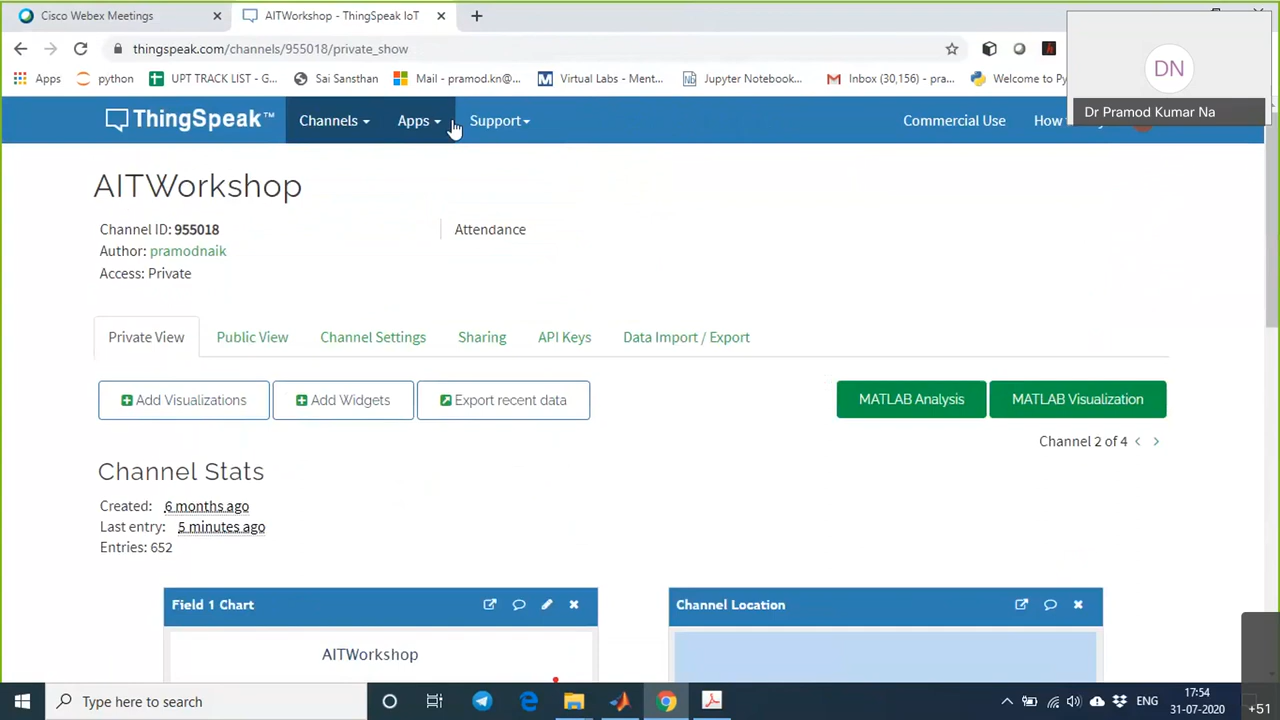 Cisco Webex Meetings
AITWorkshop - ThingSpeak IoT
thingspeak.com/channels/955018/private_show
Apps
python
UPT TRACK LIST - G...
Sai Sansthan
Mail - pramod.kn@...
Virtual Labs - Ment...
Jupyter Notebook...
Inbox (30,156) - pra...
Welcome to Py
DN
Dr Pramod Kumar Na
ThingSpeak™
Channels
Apps
Support
Commercial Use
How
AITWorkshop
Channel ID: 955018
Attendance
Author: pramodnaik
Access: Private
Private View
Public View
Channel Settings
Sharing
API Keys
Data Import / Export
Add Visualizations
Add Widgets
Export recent data
MATLAB Analysis
MATLAB Visualization
Channel 2 of 4
Channel Stats
Created: 6 months ago
Last entry: 5 minutes ago
Entries: 652
Field 1 Chart
Channel Location
AITWorkshop
Type here to search
ENG
17:54
31-07-2020
+51